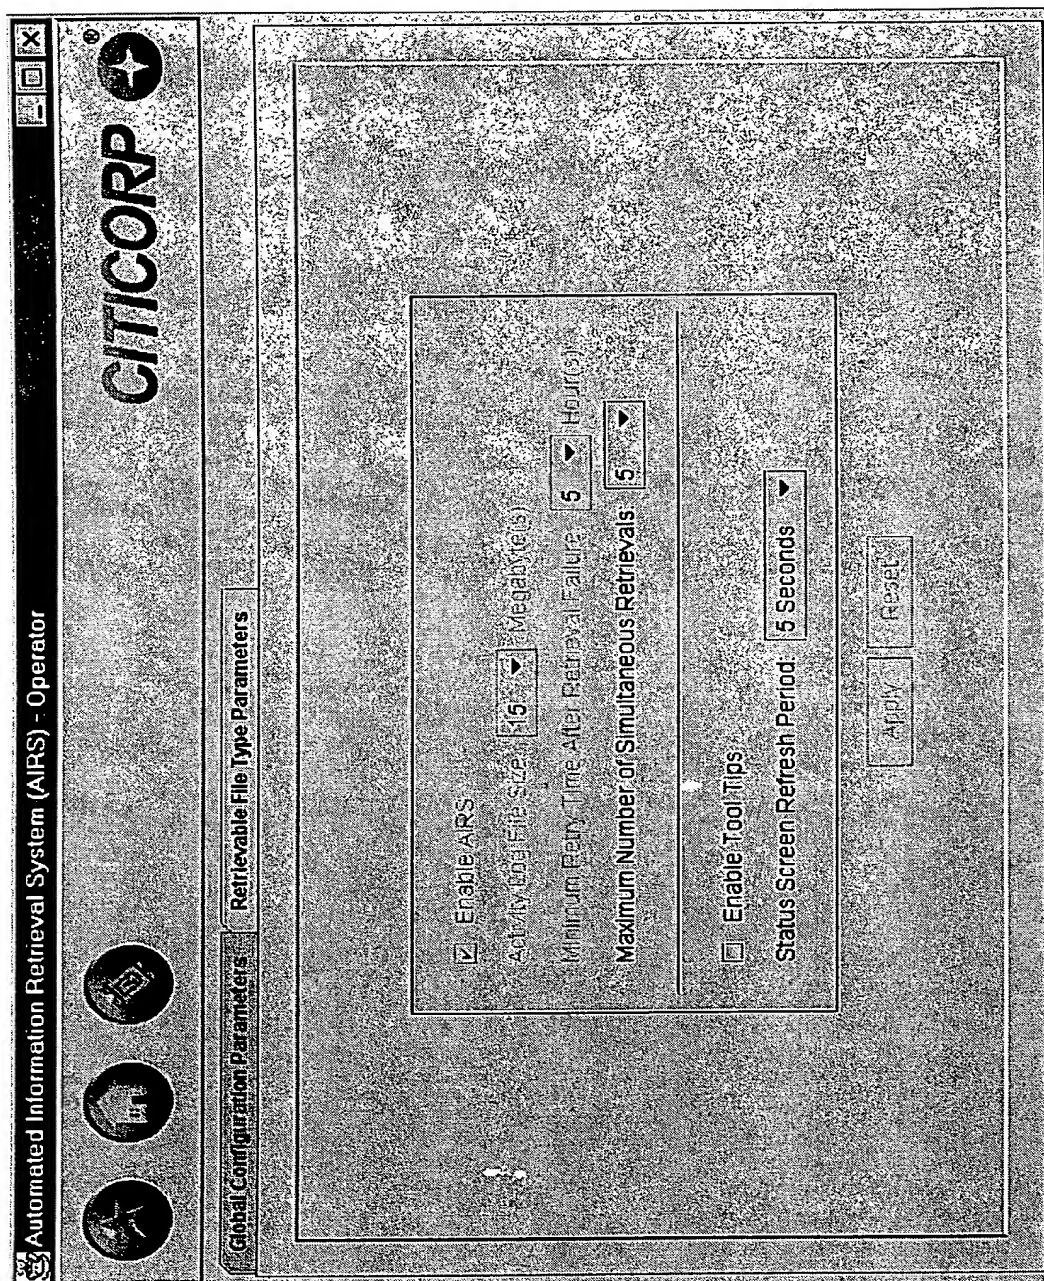 Automated Information Retrieval System (AIRS) - Operator
CITICORP ®
Global Configuration Parameters
Retrievable File Type Parameters
Enable AIRS
Activity Log File Size: 15 Megabyte(s)
Minimum Retry Time After Retrieval Failure: 5 Hour(s)
Maximum Number of Simultaneous Retrievals: 5
Enable Tool Tips
Status Screen Refresh Period: 5 Seconds
Apply
Reset